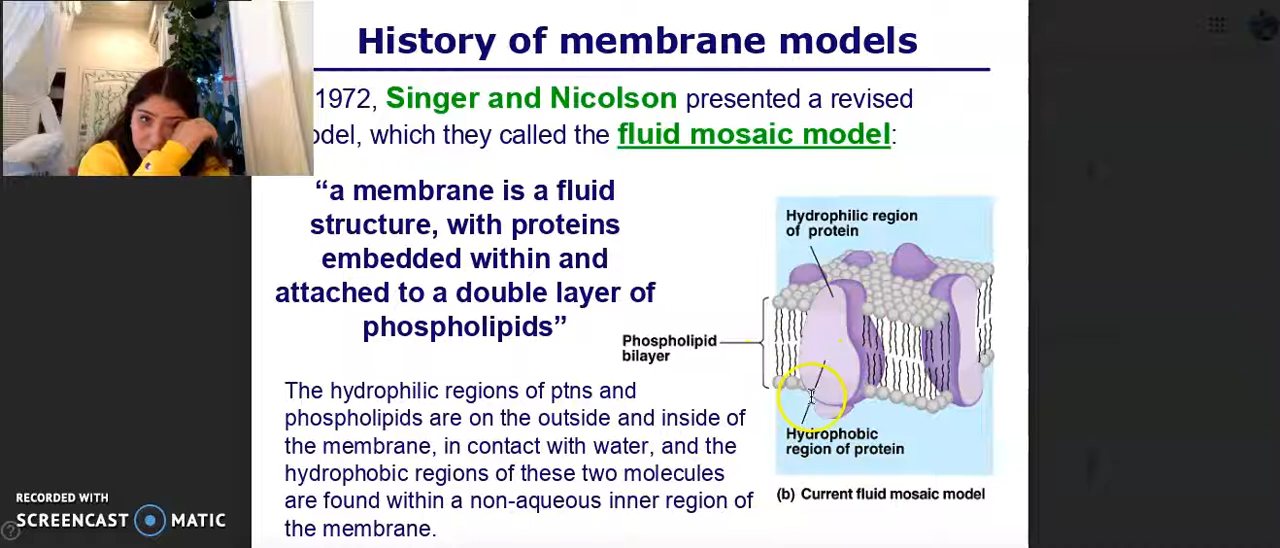 History of membrane models
1972, Singer and Nicolson presented a revised
odel, which they called the fluid mosaic model:
“a membrane is a fluid
structure, with proteins
embedded within and
attached to a double layer of
phospholipids”
The hydrophilic regions of ptns and
phospholipids are on the outside and inside of
the membrane, in contact with water, and the
hydrophobic regions of these two molecules
are found within a non-aqueous inner region of
the membrane.
Hydrophilic region
of protein
Phospholipid
bilayer
Hydrophobic
region of protein
(b) Current fluid mosaic model
RECORDED WITH
SCREENCAST MATIC